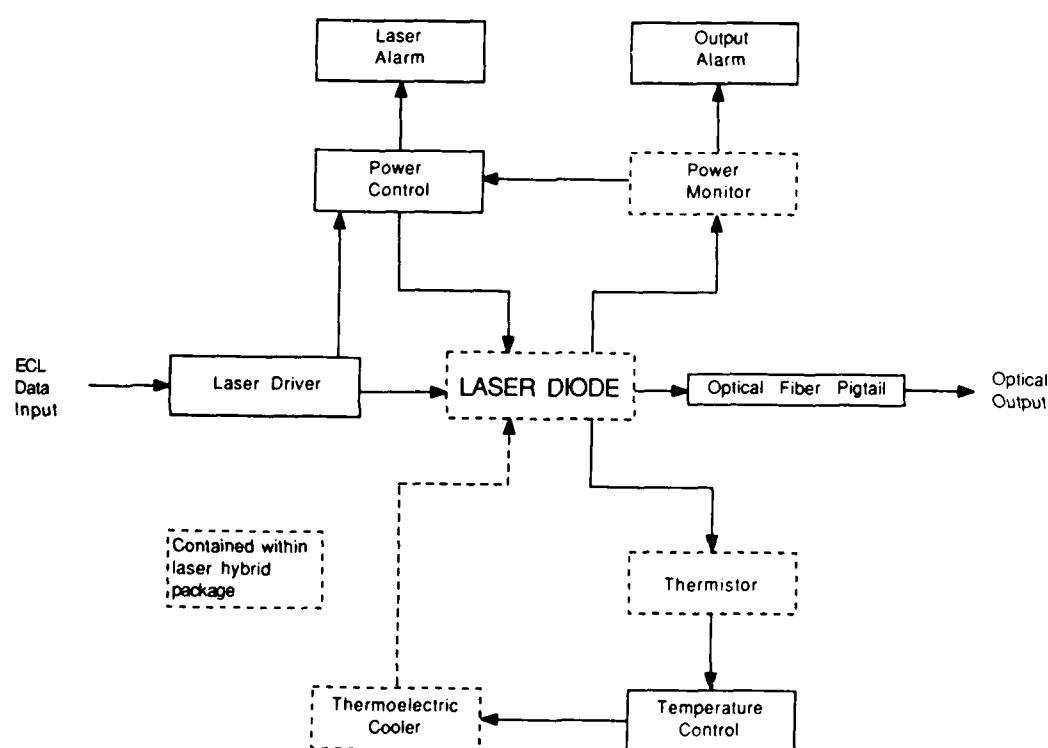 Laser
Alarm
Output
Alarm
Power
Control
Power
Monitor
ECL
Data
Input
Laser Driver
LASER DIODE
Optical Fiber Pigtail
Optical
Output
Contained within
laser hybrid
package
Thermistor
Thermoelectric
Cooler
Temperature
Control